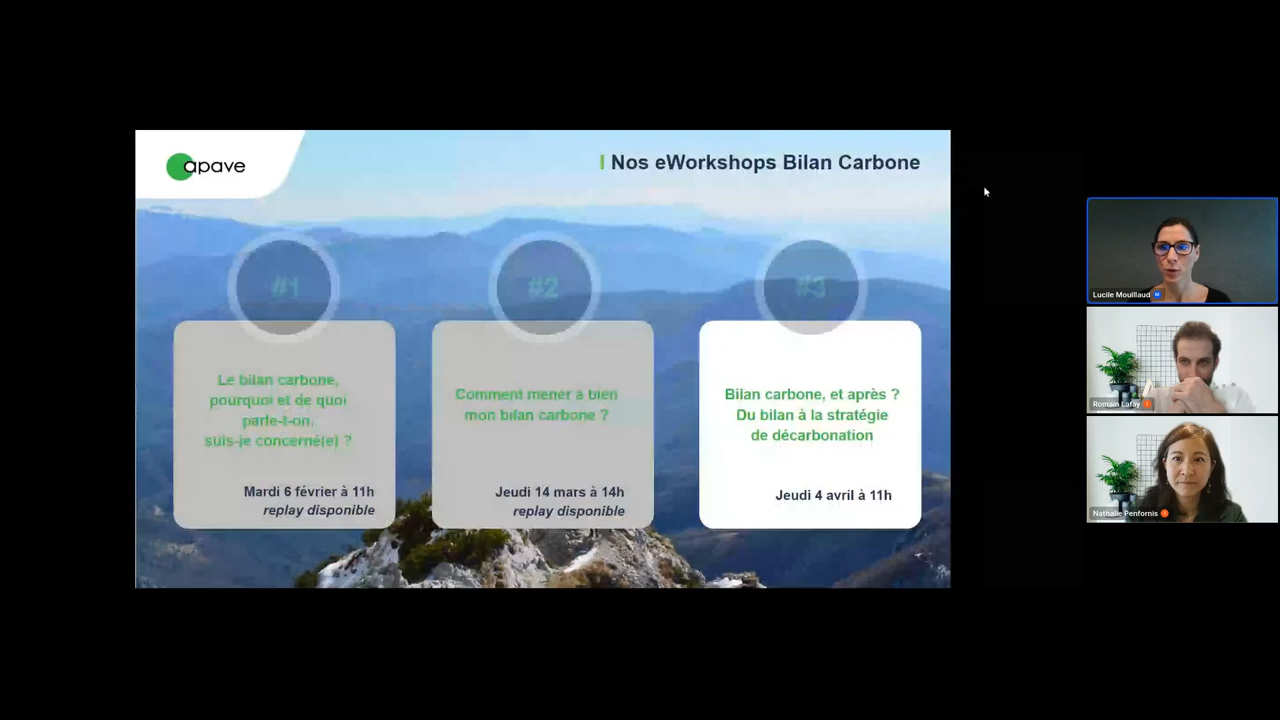 apave
Nos eWorkshops Bilan Carbone
#1
Le bilan carbone,
pourquoi et de quoi
parle-t-on,
suis-je concerné(e) ?
Mardi 6 février à 11h
replay disponible
#2
Comment mener à bien
mon bilan carbone ?
Jeudi 14 mars à 14h
replay disponible
#3
Bilan carbone, et après ?
Du bilan à la stratégie
de décarbonation
Jeudi 4 avril à 11h
Lucile Mouillaud
Romain Lafay
Nathalie Penfornis